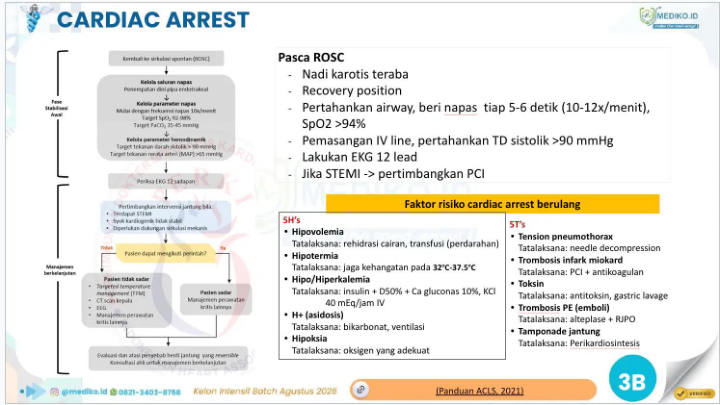 CARDIAC ARREST
MEDIKO.ID
Fase
Stabilisasi
Awal
Kembali ke sirkulasi spontan (ROSC)
Kelola saluran napas
Penempatan dini pipa endotrakeal
Kelola parameter napas
Mulai dengan frekuensi napas 10x/menit
Target SpO2 92-98%
Target PaCO2 35-45 mmHg
Kelola parameter hemodinamik
Target tekanan darah sistolik > 90 mmHg
Target tekanan rerata arteri (MAP) >65 mmHg
Periksa EKG 12 sadapan
Manajemen
berkelanjutan
Pertimbangkan intervensi jantung bila:
• Terdapat STEMI
• Syok kardiogenik tidak stabil
• Diperlukan dukungan sirkulasi mekanis
Tidak
Ya
Pasien dapat mengikuti perintah?
Pasien tidak sadar
• Targeted temperature
management (TTM)
• CT scan kepala
• EEG
• Manajemen perawatan
kritis lainnya
Pasien sadar
Manajemen perawatan
kritis lainnya
Evaluasi dan atasi penyebab henti jantung yang reversible
Konsultasi ahli untuk manajemen berkelanjutan
Pasca ROSC
- Nadi karotis teraba
- Recovery position
- Pertahankan airway, beri napas tiap 5-6 detik (10-12x/menit),
SpO2 >94%
- Pemasangan IV line, pertahankan TD sistolik >90 mmHg
- Lakukan EKG 12 lead
- Jika STEMI -> pertimbangkan PCI
MEDIKO.ID
Faktor risiko cardiac arrest berulang
5H's
• Hipovolemia
Tatalaksana: rehidrasi cairan, transfusi (perdarahan)
• Hipotermia
Tatalaksana: jaga kehangatan pada 32°C-37.5°C
• Hipo/Hiperkalemia
Tatalaksana: insulin + D50% + Ca gluconas 10%, KCl
40 mEq/jam IV
• H+ (asidosis)
Tatalaksana: bikarbonat, ventilasi
• Hipoksia
Tatalaksana: oksigen yang adekuat
5T's
• Tension pneumothorax
Tatalaksana: needle decompression
• Trombosis infark miokard
Tatalaksana: PCI + antikoagulan
• Toksin
Tatalaksana: antitoksin, gastric lavage
• Trombosis PE (emboli)
Tatalaksana: alteplase + RJPO
• Tamponade jantung
Tatalaksana: Perikardiosintesis
@mediko.id 0821-3403-8768 Kelan Intensif Batch Agustus 2026
(Panduan ACLS, 2021)
3B
VERIFIED